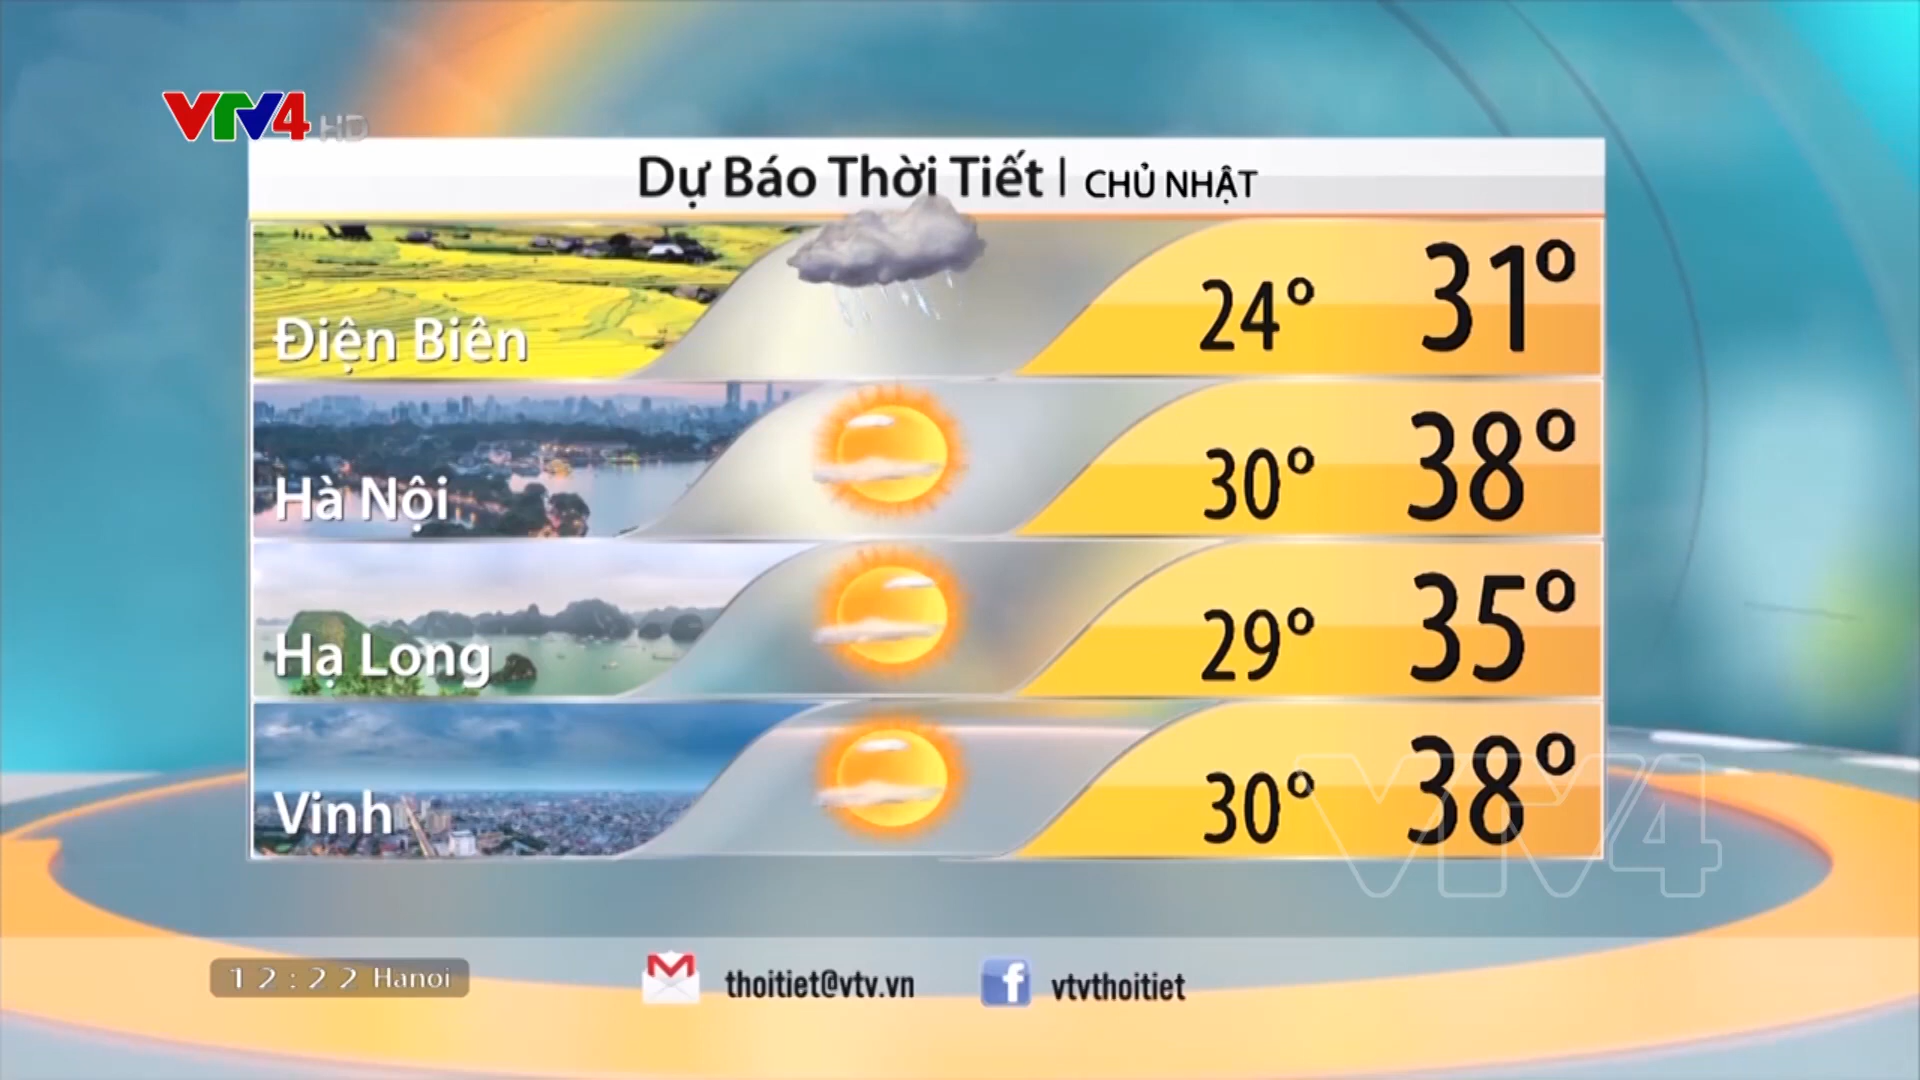 VTV4 HD
Dự Báo Thời Tiết | CHỦ NHẬT
Điện Biên 24° 31°
Hà Nội 30° 38°
Hạ Long 29° 35°
Vinh 30° 38°
VTV4
12:22 Hanoi thoitiet@vtv.vn f vtvthoitiet